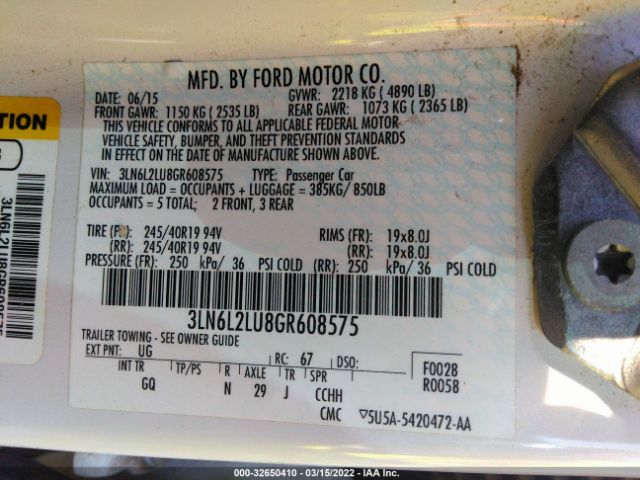 MFD. BY FORD MOTOR CO.
DATE: 06/15 GVWR: 2218 KG ( 4890 LB)
FRONT GAWR: 1150 KG ( 2535 LB) REAR GAWR: 1073 KG ( 2365 LB)
THIS VEHICLE CONFORMS TO ALL APPLICABLE FEDERAL MOTOR
VEHICLE SAFETY, BUMPER, AND THEFT PREVENTION STANDARDS
IN EFFECT ON THE DATE OF MANUFACTURE SHOWN ABOVE.
VIN: 3LN6L2LU8GR608575 TYPE: Passenger Car
MAXIMUM LOAD = OCCUPANTS + LUGGAGE = 385KG/ 850LB
OCCUPANTS = 5 TOTAL; 2 FRONT, 3 REAR
TIRE (FR): 245/40R19 94V RIMS (FR): 19x8.0J
(RR): 245/40R19 94V (RR): 19x8.0J
PRESSURE (FR): 250 kPa/ 36 PSI COLD (RR): 250 kPa/ 36 PSI COLD
3LN6L2LU8GR608575
TRAILER TOWING - SEE OWNER GUIDE
EXT PNT: UG RC: 67 DSO: F0028
INT TR TP/PS R AXLE TR SPR R0058
GQ N 29 J CCHH
CMC ▽5U5A-5420472-AA
TION
3LN6L2LU8GR608575
000-32650410 - 03/15/2022 - IAA Inc.